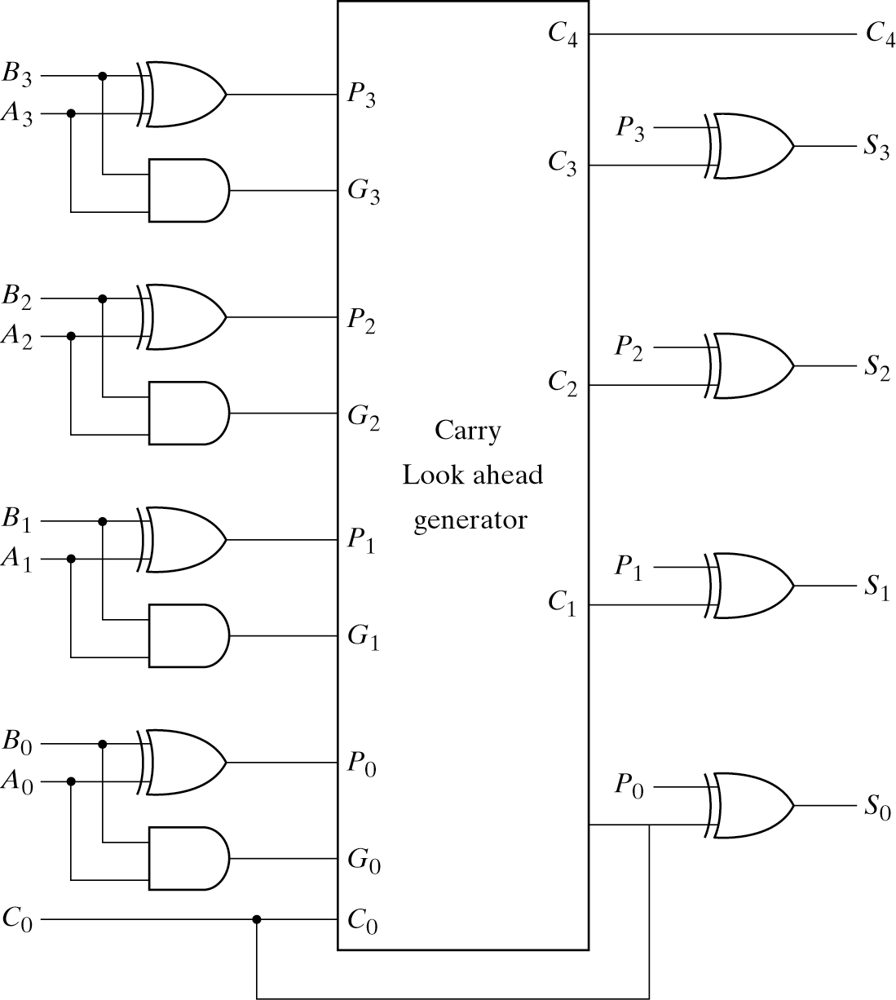 C4 C4
B3
A3 P3 P3 S3
C3
G3
B2
A2 P2 P2 S2
C2
G2
Carry
Look ahead
generator
B1
A1 P1 P1 S1
C1
G1
B0
A0 P0 P0 S0
G0
C0 C0